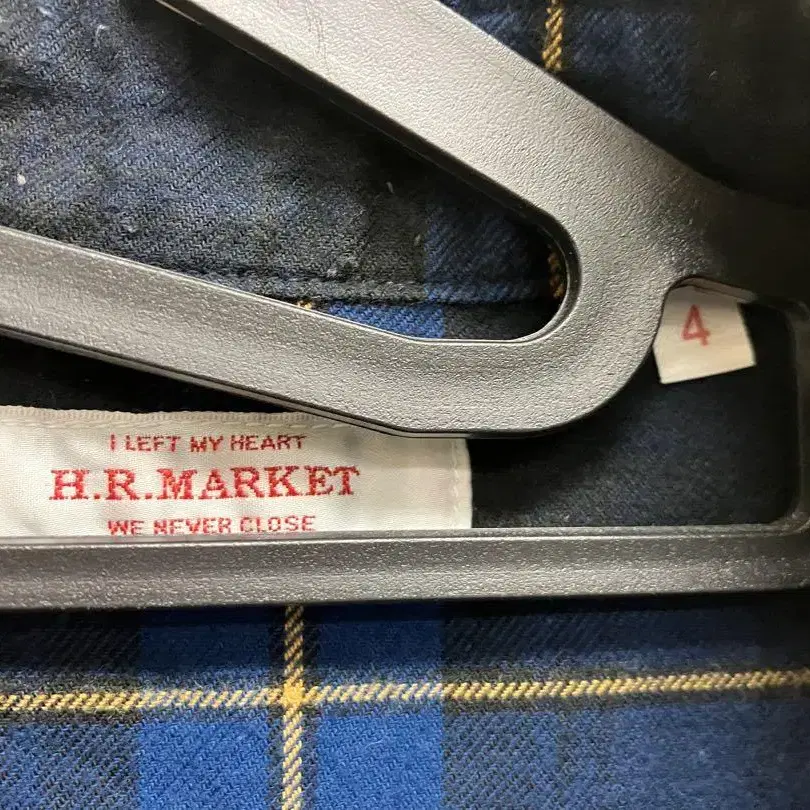 I LEFT MY HEART
H.R.MARKET
WE NEVER CLOSE
4